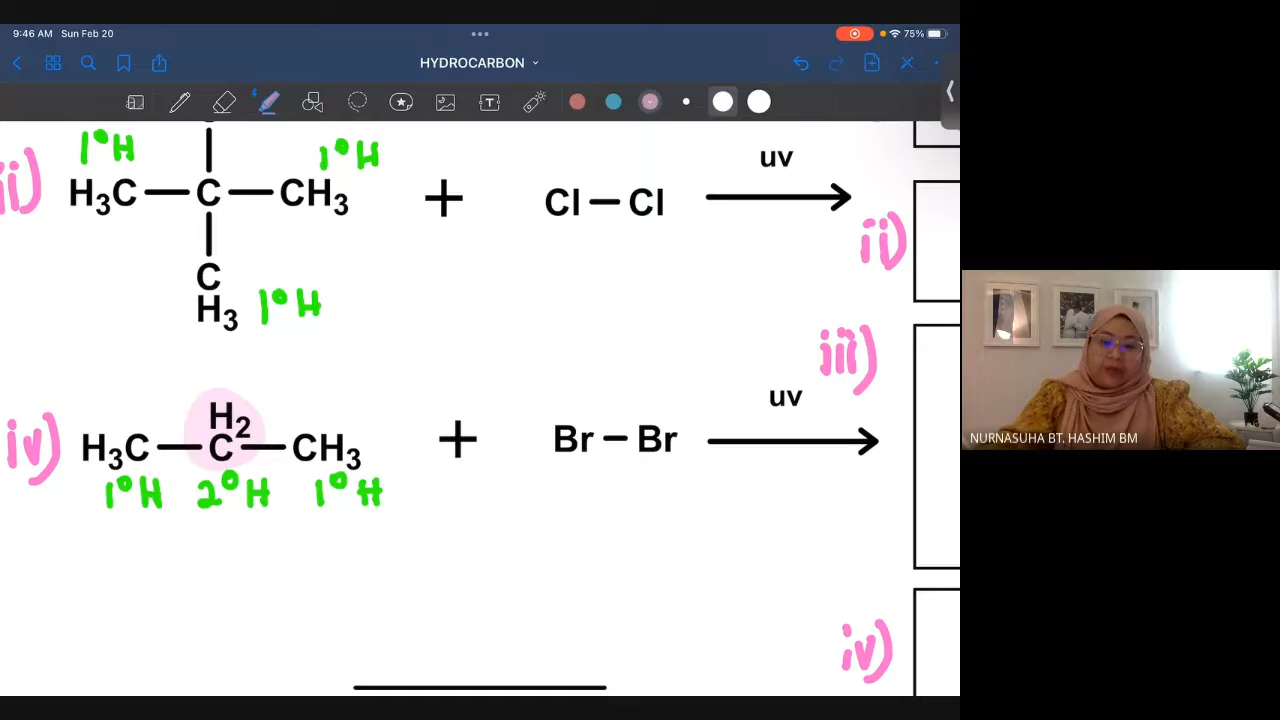 9:46 AM Sun Feb 20
75%
HYDROCARBON
1°H
1°H
H3C — C — CH3 + Cl — Cl
uv
ii)
C
H3
1°H
iii)
iv)
H2
H3C — C — CH3 + Br — Br
uv
1°H 2°H 1°H
iv)
NURNASUHA BT. HASHIM BM